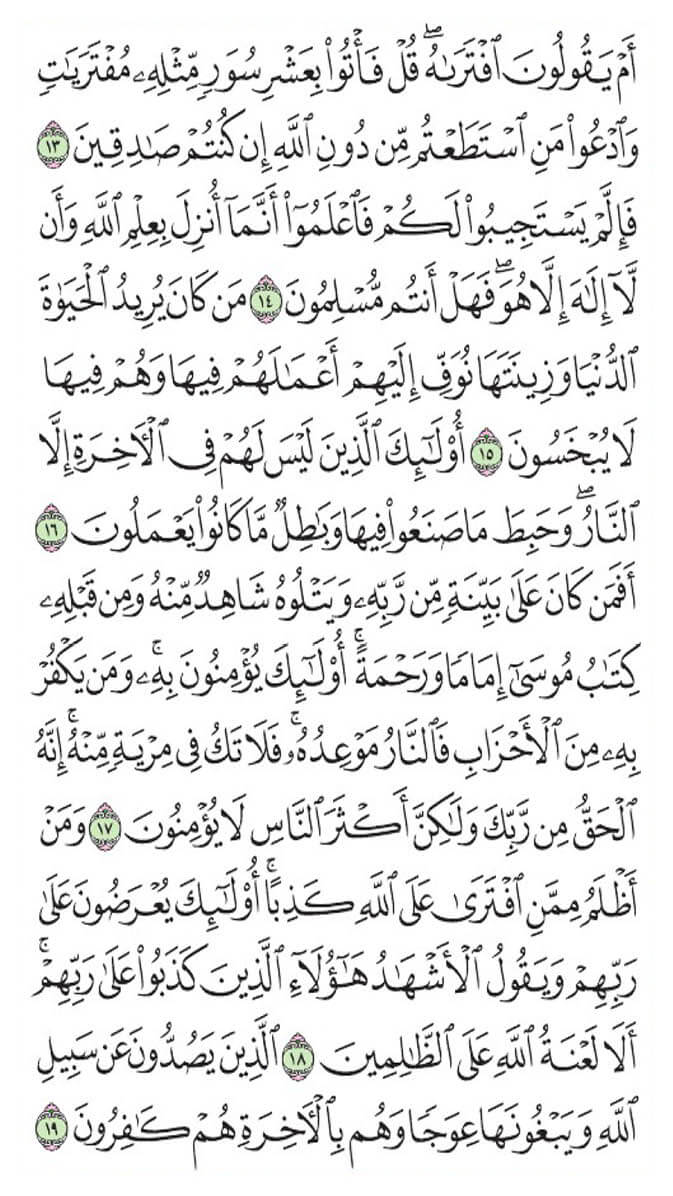 أَمۡ يَقُولُونَ ٱفۡتَرَىٰهُۖ قُلۡ فَأۡتُواْ بِعَشۡرِ سُوَرٖ مِّثۡلِهِۦ مُفۡتَرَيَٰتٖ
وَٱدۡعُواْ مَنِ ٱسۡتَطَعۡتُم مِّن دُونِ ٱللَّهِ إِن كُنتُمۡ صَٰدِقِينَ ١٣
فَإِلَّمۡ يَسۡتَجِيبُواْ لَكُمۡ فَٱعۡلَمُوٓاْ أَنَّمَآ أُنزِلَ بِعِلۡمِ ٱللَّهِ وَأَن
لَّآ إِلَٰهَ إِلَّا هُوَۖ فَهَلۡ أَنتُم مُّسۡلِمُونَ ١٤ مَن كَانَ يُرِيدُ ٱلۡحَيَوٰةَ
ٱلدُّنۡيَا وَزِينَتَهَا نُوَفِّ إِلَيۡهِمۡ أَعۡمَٰلَهُمۡ فِيهَا وَهُمۡ فِيهَا
لَا يُبۡخَسُونَ ١٥ أُوْلَٰٓئِكَ ٱلَّذِينَ لَيۡسَ لَهُمۡ فِي ٱلۡأٓخِرَةِ إِلَّا
ٱلنَّارُۖ وَحَبِطَ مَا صَنَعُواْ فِيهَا وَبَٰطِلٞ مَّا كَانُواْ يَعۡمَلُونَ ١٦
أَفَمَن كَانَ عَلَىٰ بَيِّنَةٖ مِّن رَّبِّهِۦ وَيَتۡلُوهُ شَاهِدٞ مِّنۡهُ وَمِن قَبۡلِهِۦ
كِتَٰبُ مُوسَىٰٓ إِمَامٗا وَرَحۡمَةًۚ أُوْلَٰٓئِكَ يُؤۡمِنُونَ بِهِۦۚ وَمَن يَكۡفُرۡ
بِهِۦ مِنَ ٱلۡأَحۡزَابِ فَٱلنَّارُ مَوۡعِدُهُۥۚ فَلَا تَكُ فِي مِرۡيَةٖ مِّنۡهُۚ إِنَّهُ
ٱلۡحَقُّ مِن رَّبِّكَ وَلَٰكِنَّ أَكۡثَرَ ٱلنَّاسِ لَا يُؤۡمِنُونَ ١٧ وَمَنۡ
أَظۡلَمُ مِمَّنِ ٱفۡتَرَىٰ عَلَى ٱللَّهِ كَذِبًاۚ أُوْلَٰٓئِكَ يُعۡرَضُونَ عَلَىٰ
رَبِّهِمۡ وَيَقُولُ ٱلۡأَشۡهَٰدُ هَٰٓؤُلَآءِ ٱلَّذِينَ كَذَبُواْ عَلَىٰ رَبِّهِمۡۚ
أَلَا لَعۡنَةُ ٱللَّهِ عَلَى ٱلظَّٰلِمِينَ ١٨ ٱلَّذِينَ يَصُدُّونَ عَن سَبِيلِ
ٱللَّهِ وَيَبۡغُونَهَا عِوَجٗا وَهُم بِٱلۡأٓخِرَةِ هُمۡ كَٰفِرُونَ ١٩